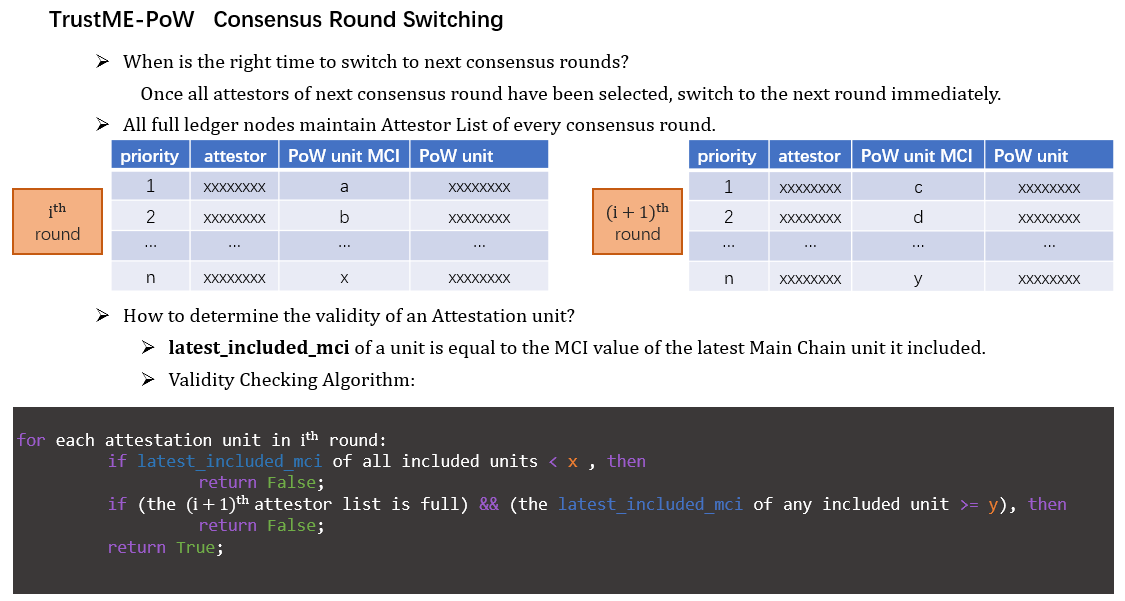 TrustME-PoW Consensus Round Switching
➢ When is the right time to switch to next consensus rounds?
Once all attestors of next consensus round have been selected, switch to the next round immediately.
➢ All full ledger nodes maintain Attestor List of every consensus round.
iᵗʰ
round
priority attestor PoW unit MCI PoW unit
1 xxxxxxxx a xxxxxxxx
2 xxxxxxxx b xxxxxxxx
... ... ... ...
n xxxxxxxx x xxxxxxxx
(i + 1)ᵗʰ
round
priority attestor PoW unit MCI PoW unit
1 xxxxxxxx c xxxxxxxx
2 xxxxxxxx d xxxxxxxx
... ... ... ...
n xxxxxxxx y xxxxxxxx
➢ How to determine the validity of an Attestation unit?
➢ latest_included_mci of a unit is equal to the MCI value of the latest Main Chain unit it included.
➢ Validity Checking Algorithm:
for each attestation unit in iᵗʰ round:
if latest_included_mci of all included units < x , then
return False;
if (the (i + 1)ᵗʰ attestor list is full) && (the latest_included_mci of any included unit >= y), then
return False;
return True;